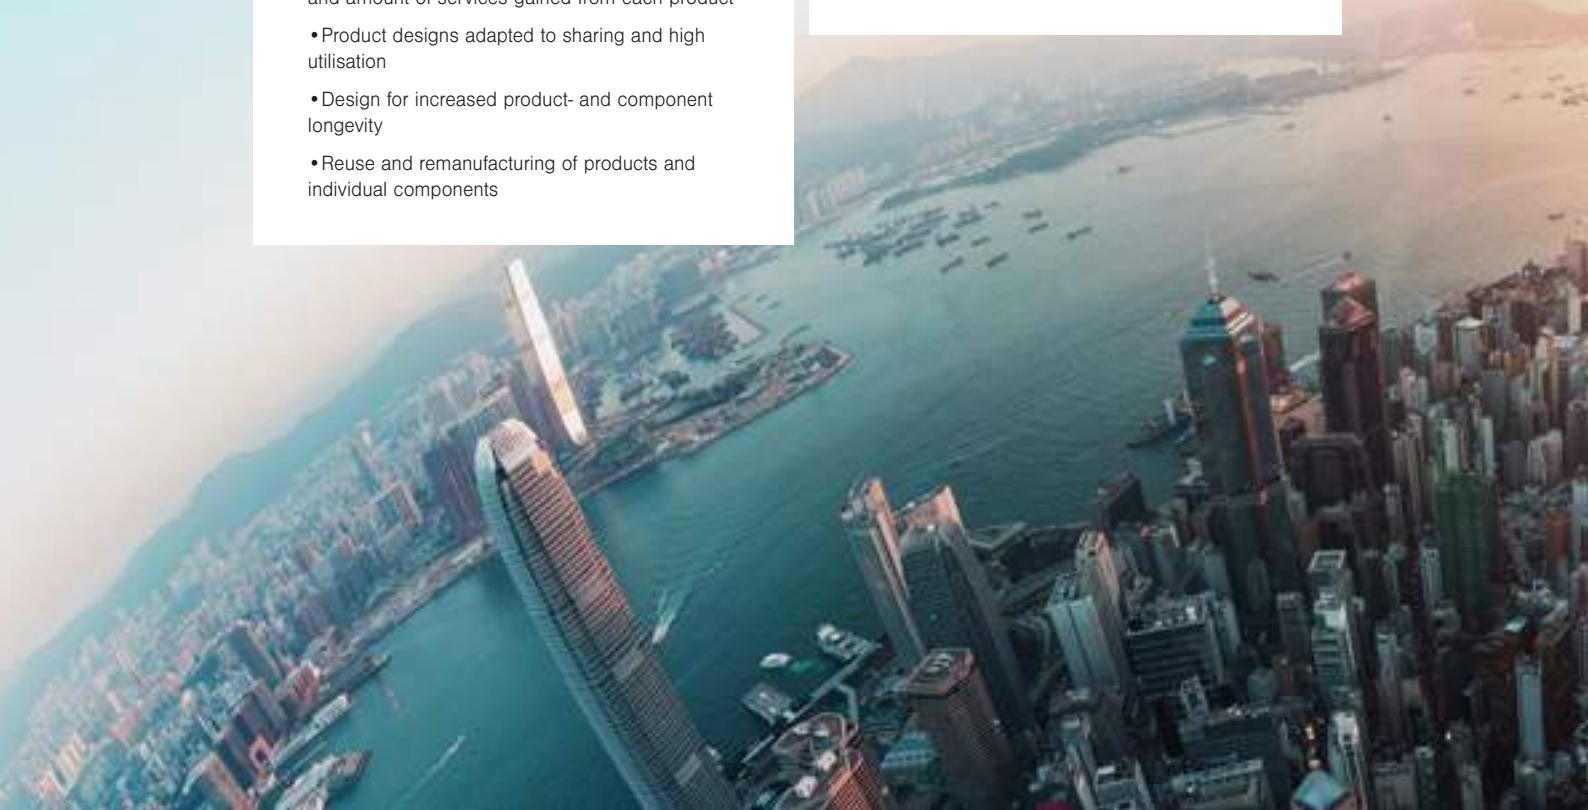 and amount of services gained from each product
•Product designs adapted to sharing and high
utilisation
•Design for increased product- and component
longevity
•Reuse and remanufacturing of products and
individual components